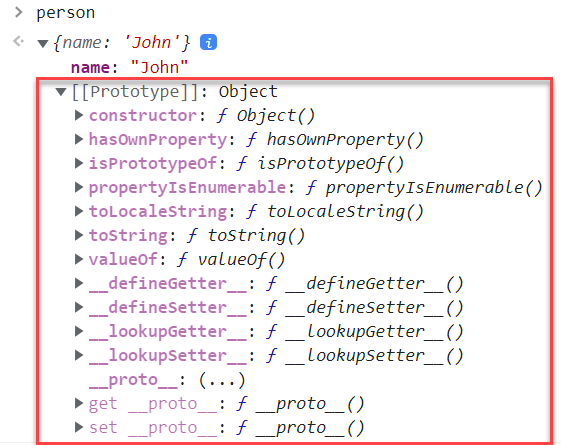 > person
{name: 'John'} i
name: "John"
[[Prototype]]: Object
constructor: ƒ Object()
hasOwnProperty: ƒ hasOwnProperty()
isPrototypeOf: ƒ isPrototypeOf()
propertyIsEnumerable: ƒ propertyIsEnumerable()
toLocaleString: ƒ toLocaleString()
toString: ƒ toString()
valueOf: ƒ valueOf()
__defineGetter__: ƒ __defineGetter__()
__defineSetter__: ƒ __defineSetter__()
__lookupGetter__: ƒ __lookupGetter__()
__lookupSetter__: ƒ __lookupSetter__()
__proto__: (...)
get __proto__: ƒ __proto__()
set __proto__: ƒ __proto__()